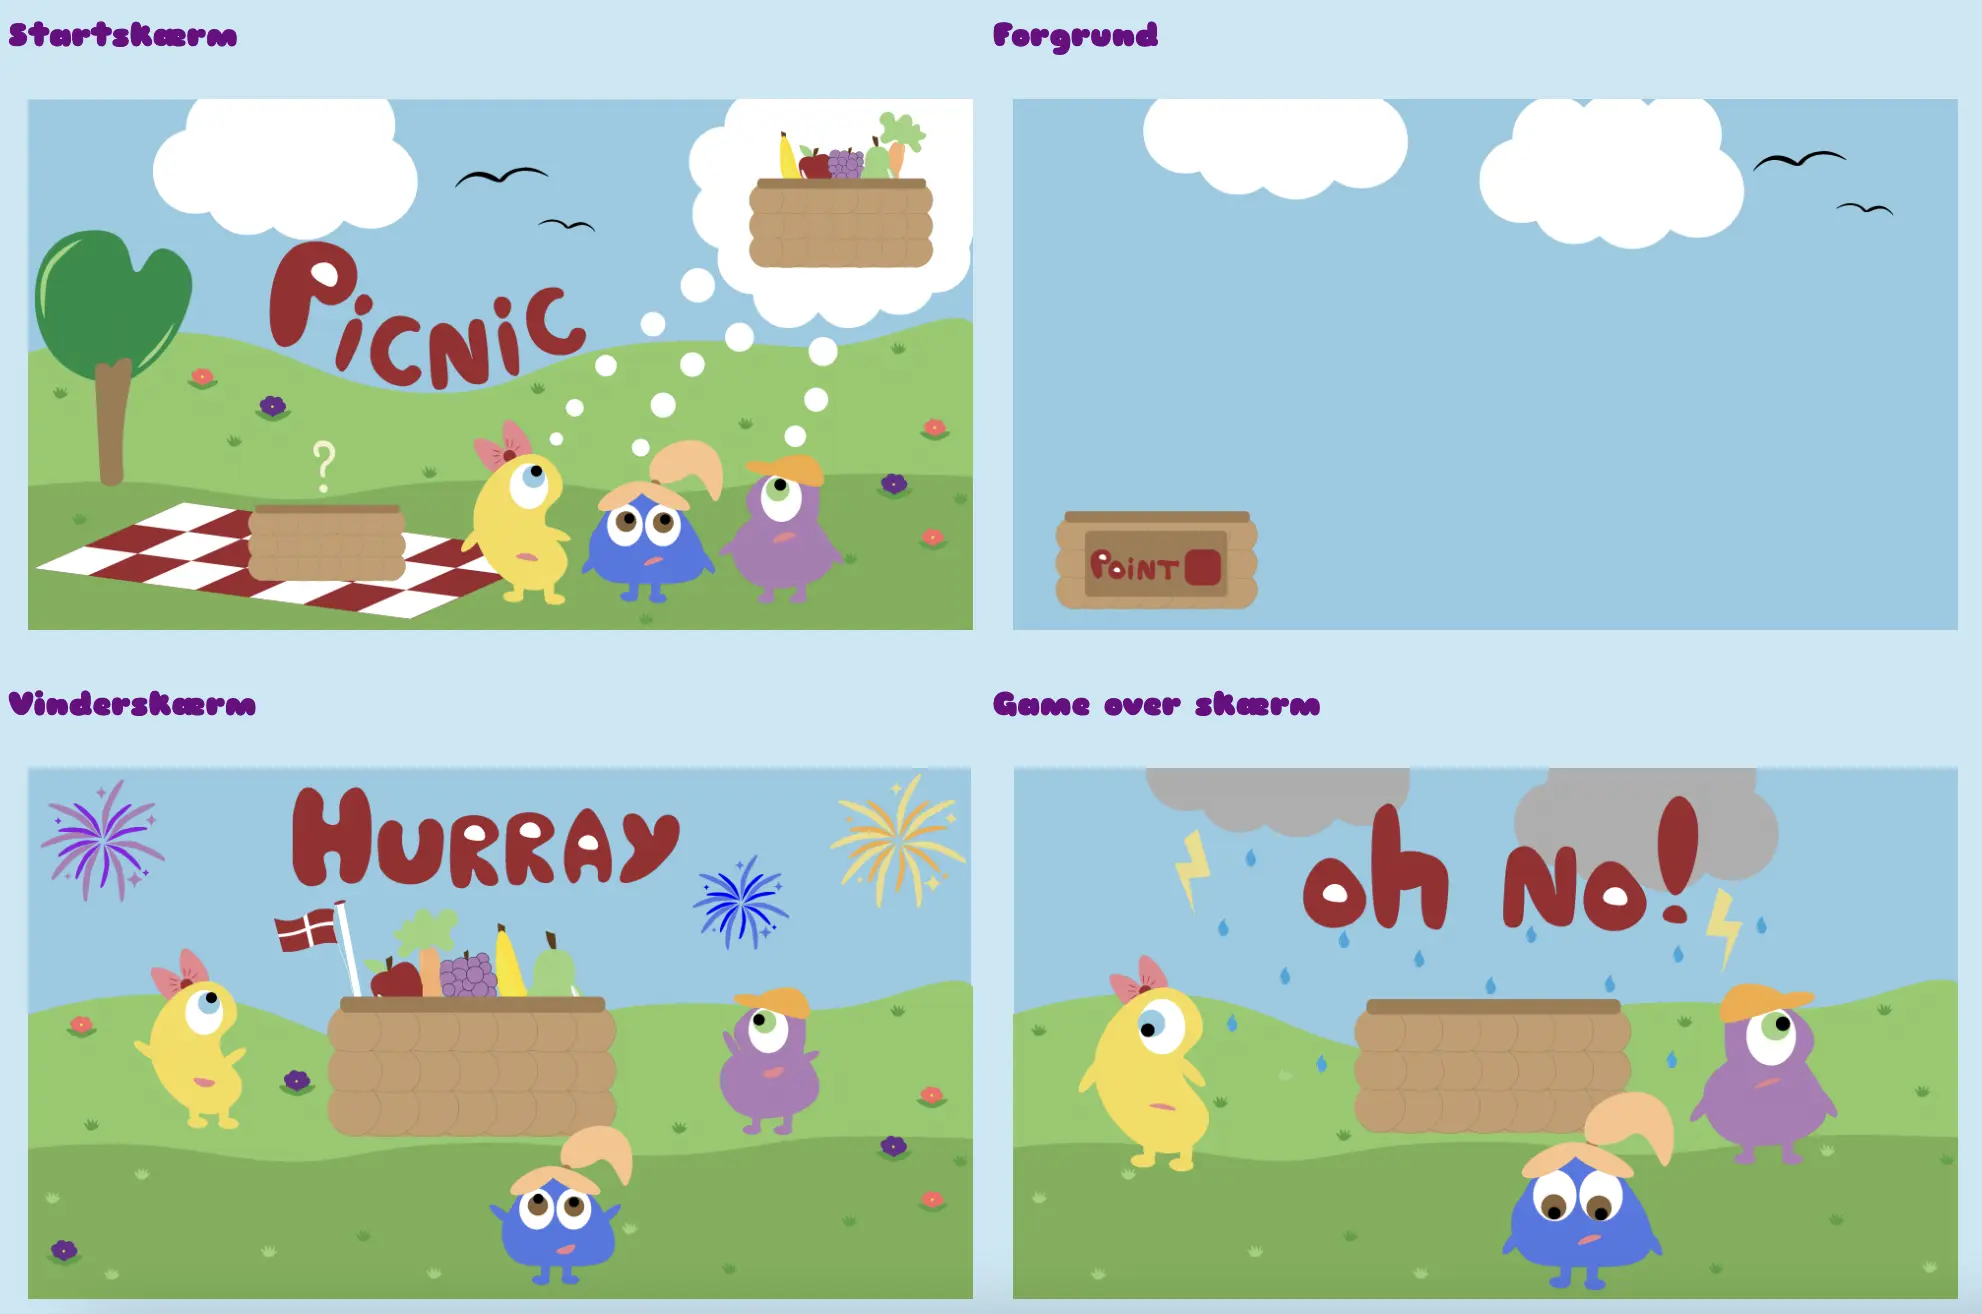 Startskærm
Forgrund
Picnic
?
Point
Vinderskærm
Game over skærm
Hurray
oh No!